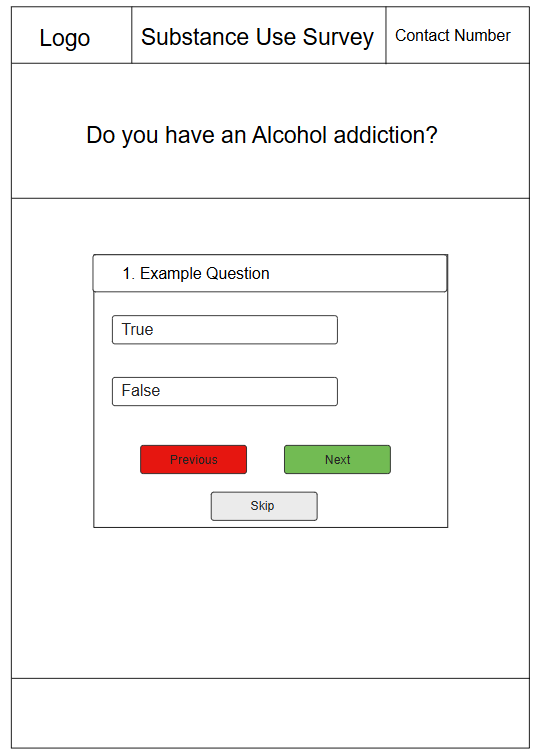 Logo
Substance Use Survey
Contact Number
Do you have an Alcohol addiction?
1. Example Question
True
False
Previous
Next
Skip